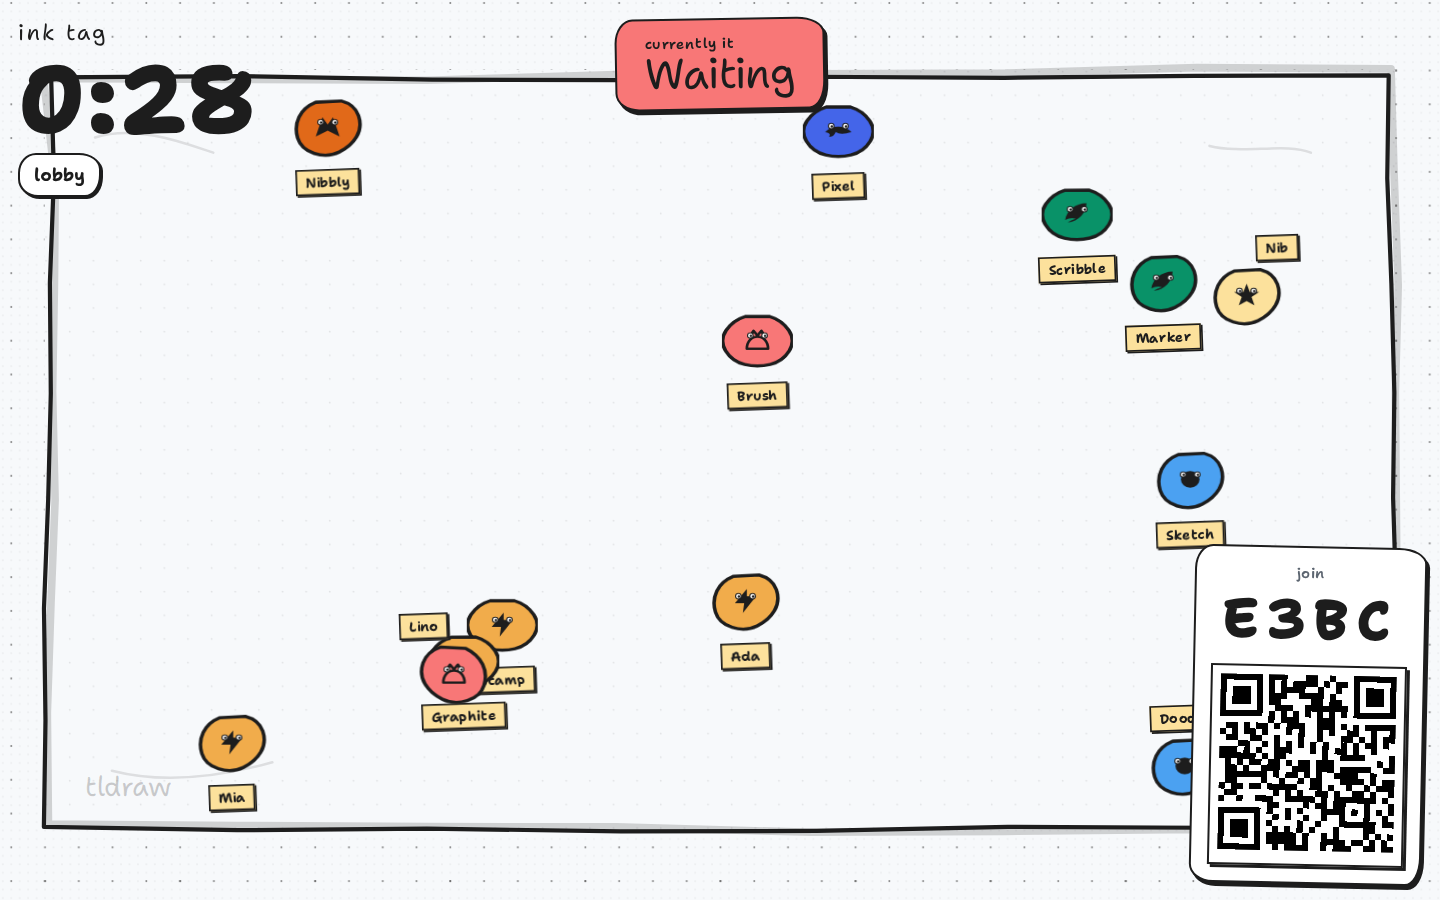 ink tag
0:28
lobby
currently it
Waiting
Nibbly
Pixel
Scribble
Nib
Marker
Brush
Sketch
Lino
Graphite
Ada
Mia
tldraw
join
E3BC